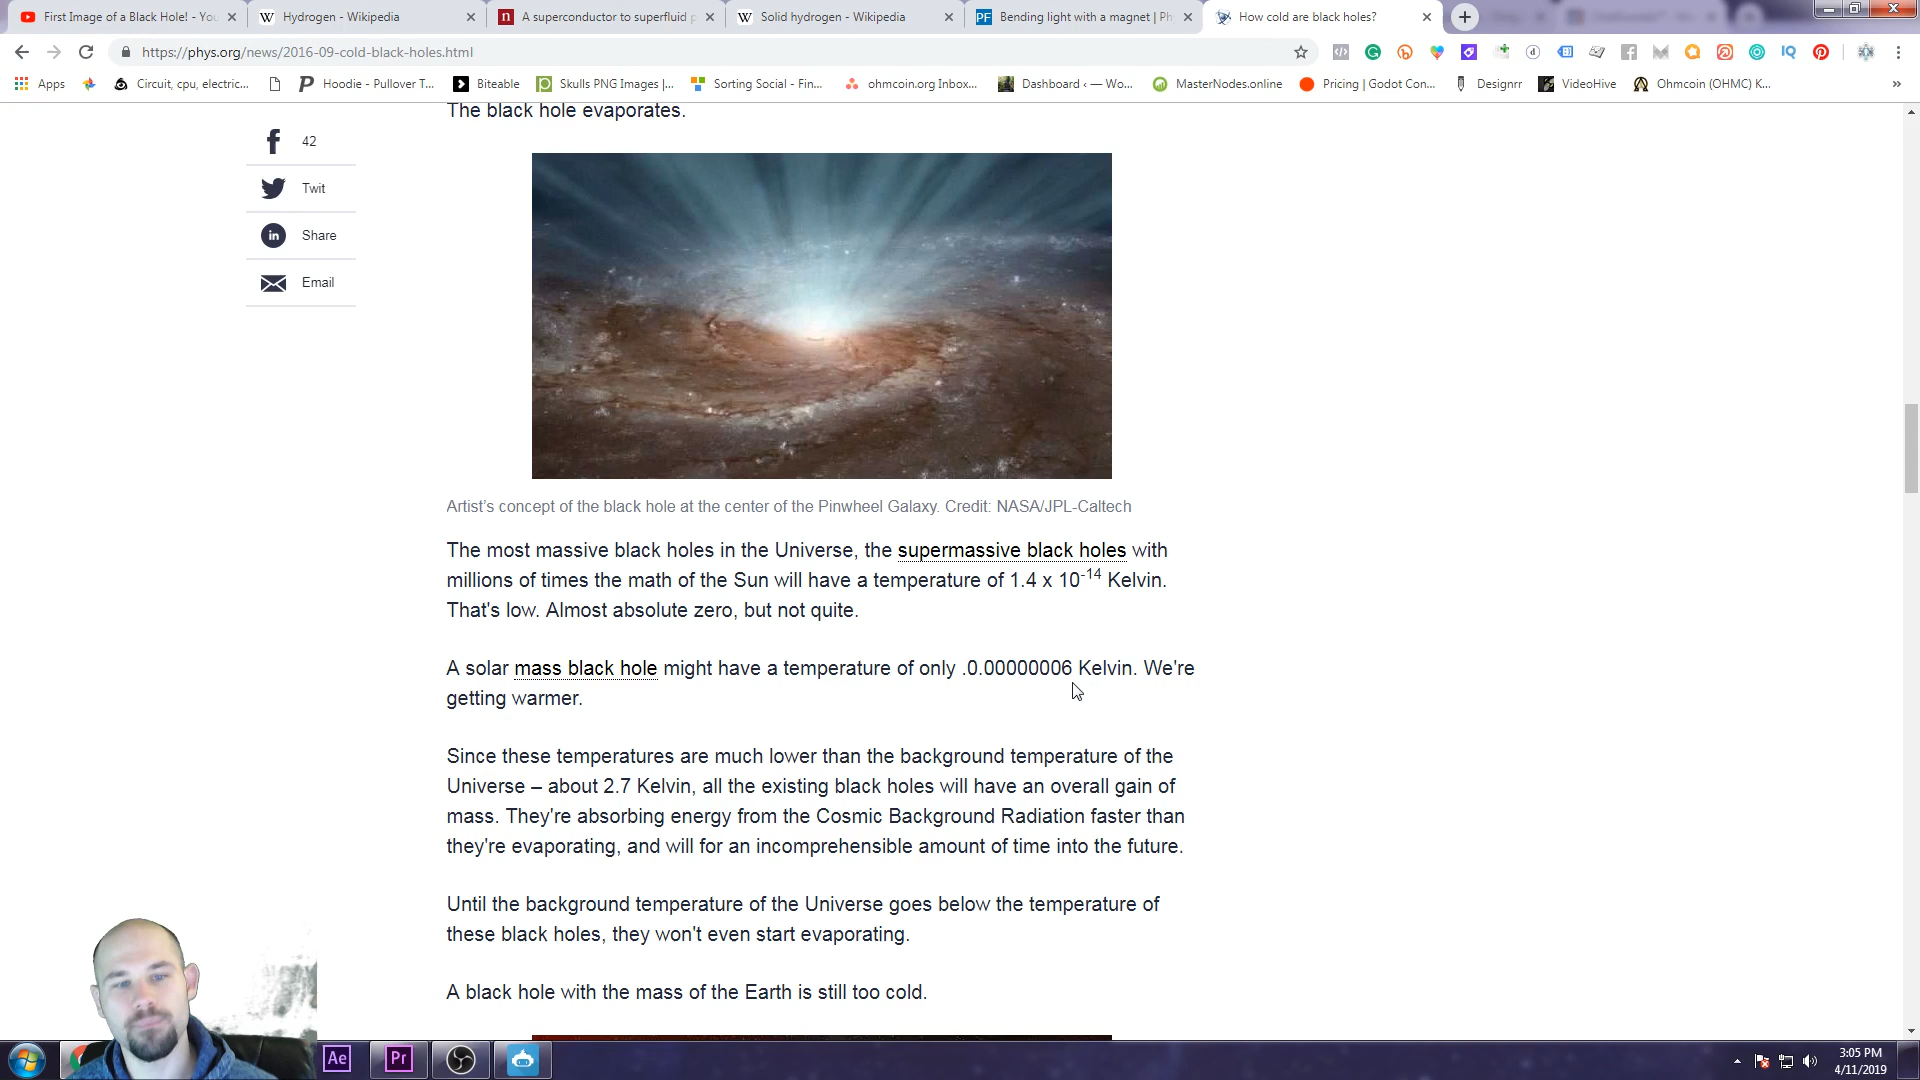 First Image of a Black Hole! - You
Hydrogen - Wikipedia
A superconductor to superfluid p
Solid hydrogen - Wikipedia
PF Bending light with a magnet | Ph
How cold are black holes?
https://phys.org/news/2016-09-cold-black-holes.html
Apps
Circuit, cpu, electric...
Hoodie - Pullover T...
Biteable
Skulls PNG Images |...
Sorting Social - Fin...
ohmcoin.org Inbox...
Dashboard ‹ — Wo...
MasterNodes.online
Pricing | Godot Con...
Designrr
VideoHive
Ohmcoin (OHMC) K...
The black hole evaporates.
42
Twit
Share
Email
Artist's concept of the black hole at the center of the Pinwheel Galaxy. Credit: NASA/JPL-Caltech
The most massive black holes in the Universe, the supermassive black holes with
millions of times the math of the Sun will have a temperature of 1.4 x 10-14 Kelvin.
That's low. Almost absolute zero, but not quite.
A solar mass black hole might have a temperature of only .0.00000006 Kelvin. We're
getting warmer.
Since these temperatures are much lower than the background temperature of the
Universe – about 2.7 Kelvin, all the existing black holes will have an overall gain of
mass. They're absorbing energy from the Cosmic Background Radiation faster than
they're evaporating, and will for an incomprehensible amount of time into the future.
Until the background temperature of the Universe goes below the temperature of
these black holes, they won't even start evaporating.
A black hole with the mass of the Earth is still too cold.
Ae
Pr
3:05 PM
4/11/2019